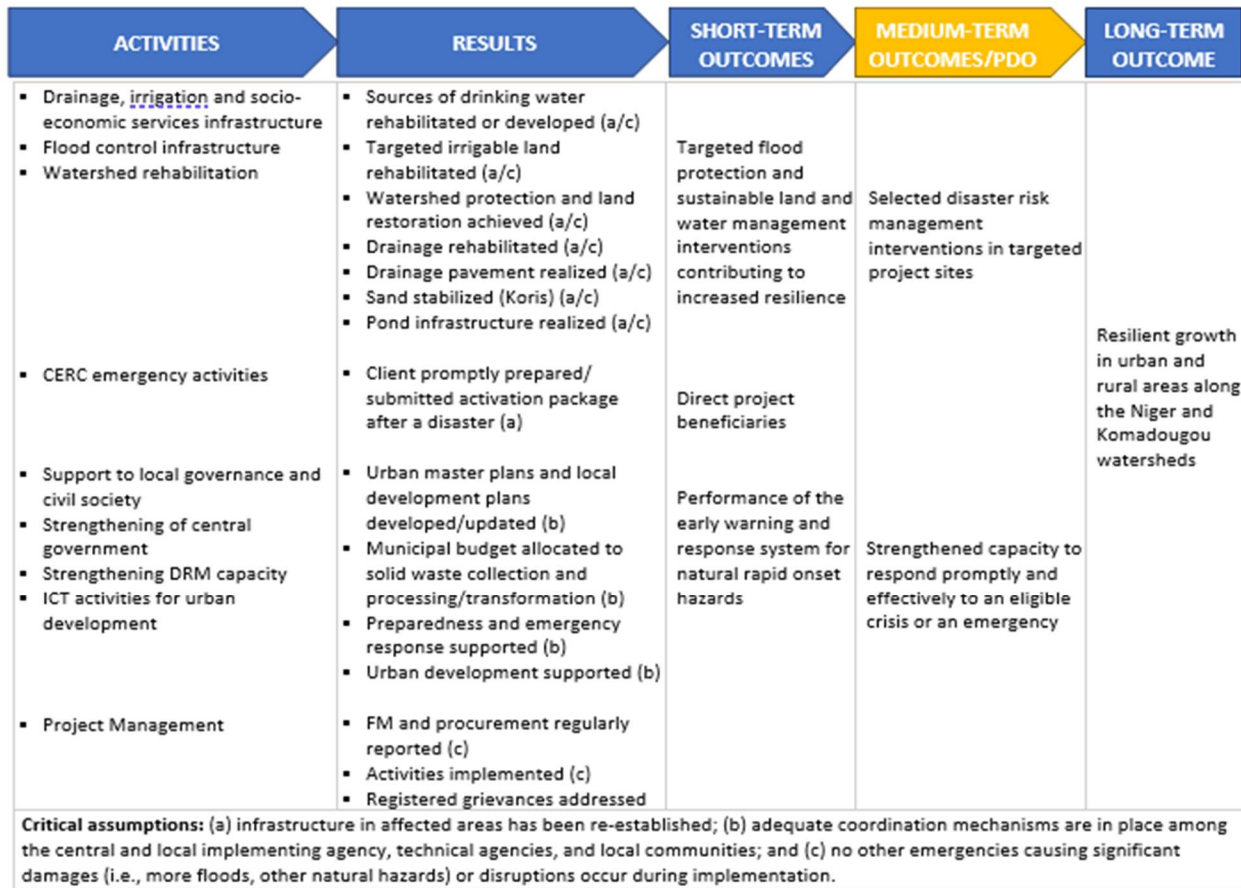 ACTIVITIES
RESULTS
SHORT-TERM
OUTCOMES
MEDIUM-TERM
OUTCOMES/PDO
LONG-TERM
OUTCOME
▪ Drainage, irrigation and socio-
economic services infrastructure
▪ Flood control infrastructure
▪ Watershed rehabilitation
▪ CERC emergency activities
▪ Support to local governance and
civil society
▪ Strengthening of central
government
▪ Strengthening DRM capacity
▪ ICT activities for urban
development
▪ Project Management
▪ Sources of drinking water
rehabilitated or developed (a/c)
▪ Targeted irrigable land
rehabilitated (a/c)
▪ Watershed protection and land
restoration achieved (a/c)
▪ Drainage rehabilitated (a/c)
▪ Drainage pavement realized (a/c)
▪ Sand stabilized (Koris) (a/c)
▪ Pond infrastructure realized (a/c)
▪ Client promptly prepared/
submitted activation package
after a disaster (a)
▪ Urban master plans and local
development plans
developed/updated (b)
▪ Municipal budget allocated to
solid waste collection and
processing/transformation (b)
▪ Preparedness and emergency
response supported (b)
▪ Urban development supported (b)
▪ FM and procurement regularly
reported (c)
▪ Activities implemented (c)
▪ Registered grievances addressed
Targeted flood
protection and
sustainable land and
water management
interventions
contributing to
increased resilience
Direct project
beneficiaries
Performance of the
early warning and
response system for
natural rapid onset
hazards
Selected disaster risk
management
interventions in targeted
project sites
Strengthened capacity to
respond promptly and
effectively to an eligible
crisis or an emergency
Resilient growth
in urban and
rural areas along
the Niger and
Komadougou
watersheds
Critical assumptions: (a) infrastructure in affected areas has been re-established; (b) adequate coordination mechanisms are in place among
the central and local implementing agency, technical agencies, and local communities; and (c) no other emergencies causing significant
damages (i.e., more floods, other natural hazards) or disruptions occur during implementation.